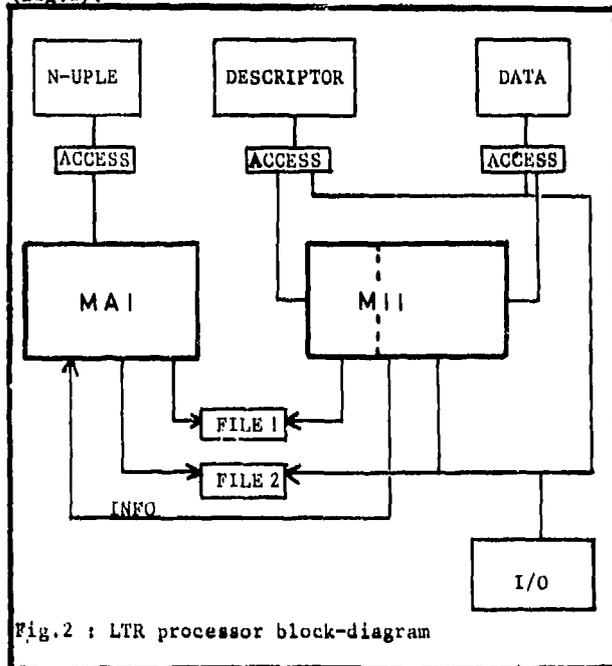 N-UPLE
DESCRIPTOR
DATA
ACCESS
ACCESS
ACCESS
MAI
MII
FILE 1
FILE 2
INFO
I/O
Fig.2 : LTR processor block-diagram